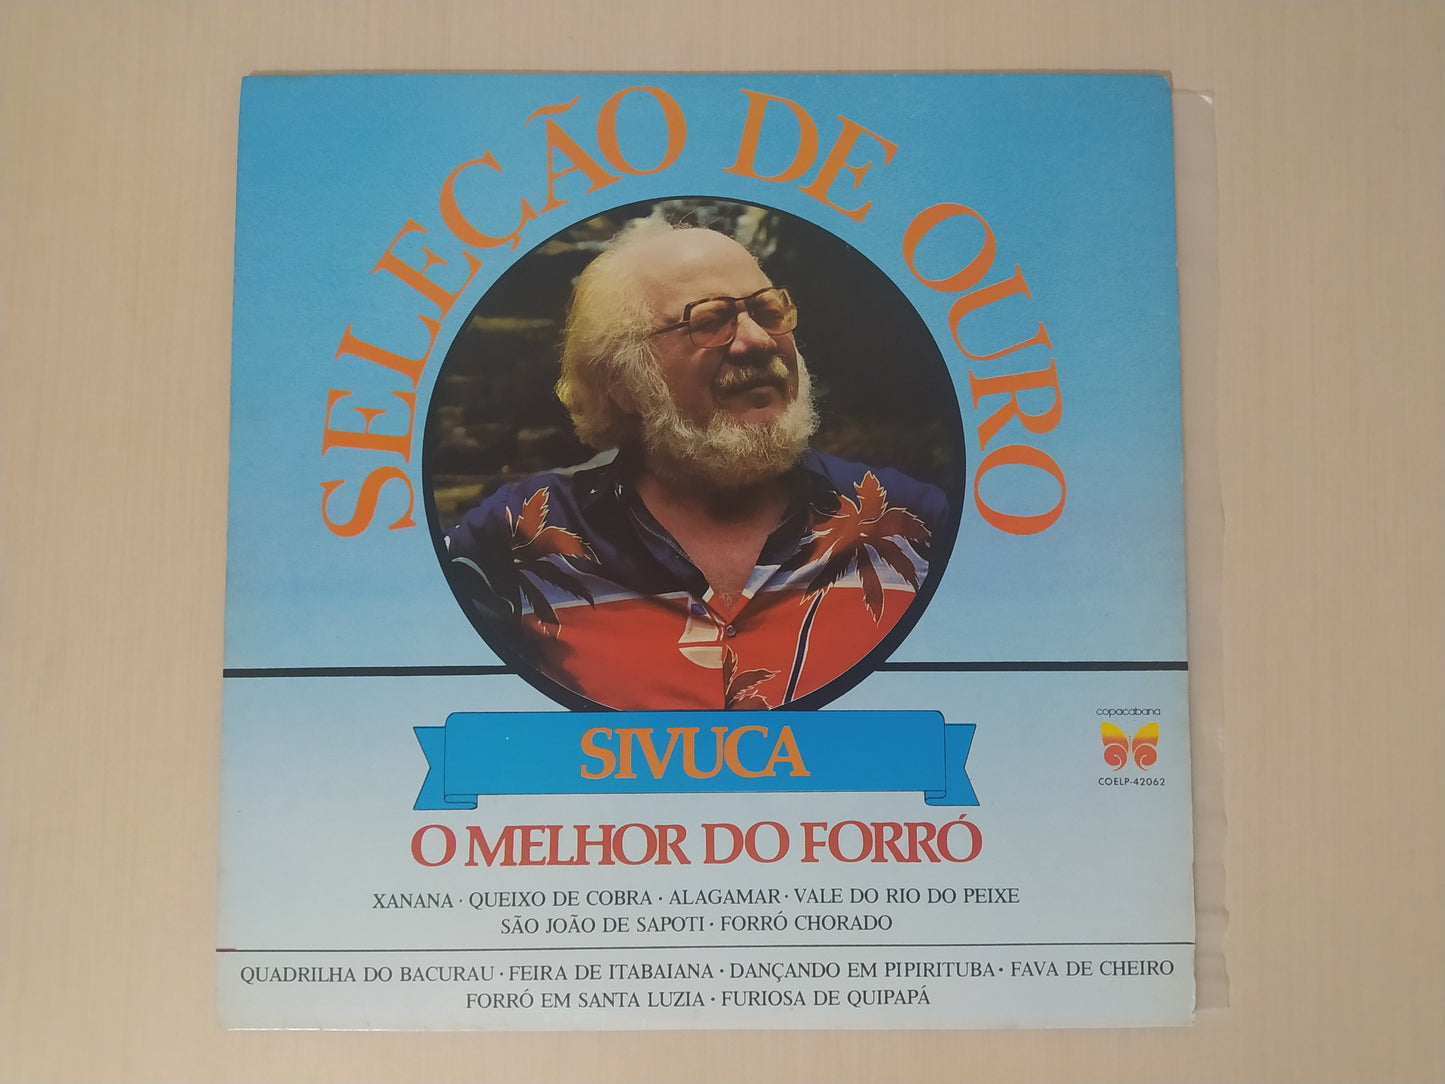 SELEÇÃO DE OURO
SIVUCA
copacabana
COELP-42062
O MELHOR DO FORRÓ
XANANA · QUEIXO DE COBRA · ALAGAMAR · VALE DO RIO DO PEIXE
SÃO JOÃO DE SAPOTI · FORRÓ CHORADO
QUADRILHA DO BACURAU · FEIRA DE ITABAIANA · DANÇANDO EM PIPIRITUBA · FAVA DE CHEIRO
FORRÓ EM SANTA LUZIA · FURIOSA DE QUIPAPÁ